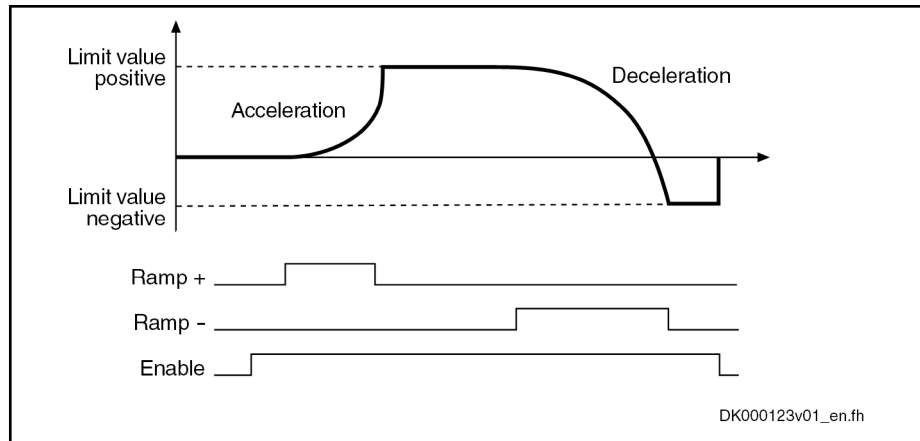 Limit value
positive
Deceleration
Acceleration
Limit value
negative
Ramp +
Ramp –
Enable
DK000123v01_en.fh